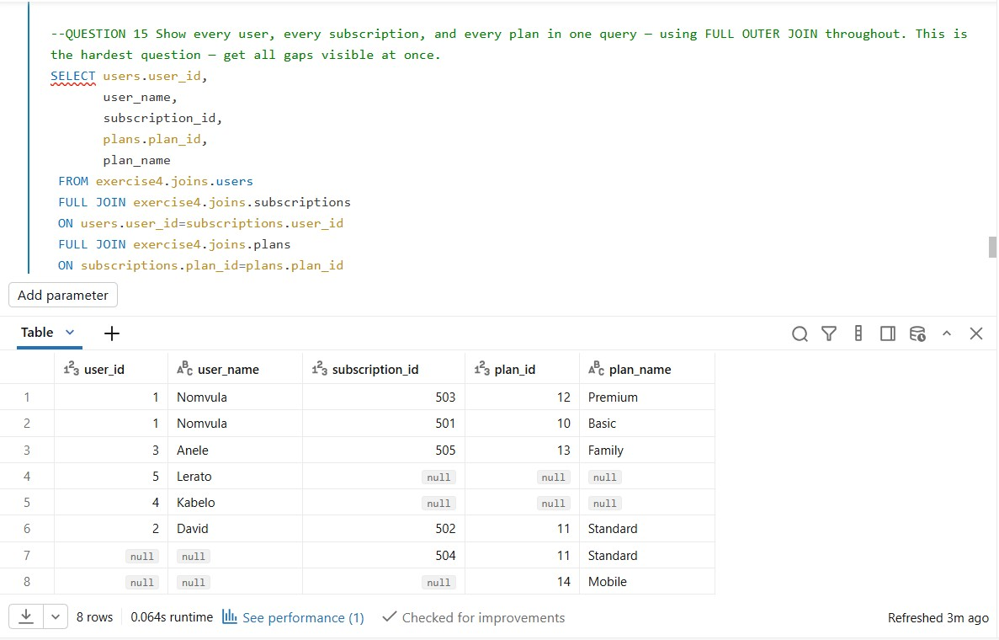 --QUESTION 15 Show every user, every subscription, and every plan in one query — using FULL OUTER JOIN throughout. This is
the hardest question — get all gaps visible at once.
SELECT users.user_id,
user_name,
subscription_id,
plans.plan_id,
plan_name
FROM exercise4.joins.users
FULL JOIN exercise4.joins.subscriptions
ON users.user_id=subscriptions.user_id
FULL JOIN exercise4.joins.plans
ON subscriptions.plan_id=plans.plan_id
Add parameter
Table
123 user_id ABC user_name 123 subscription_id 123 plan_id ABC plan_name
1 1 Nomvula 503 12 Premium
2 1 Nomvula 501 10 Basic
3 3 Anele 505 13 Family
4 5 Lerato null null null
5 4 Kabelo null null null
6 2 David 502 11 Standard
7 null null 504 11 Standard
8 null null null 14 Mobile
8 rows 0.064s runtime See performance (1) Checked for improvements Refreshed 3m ago